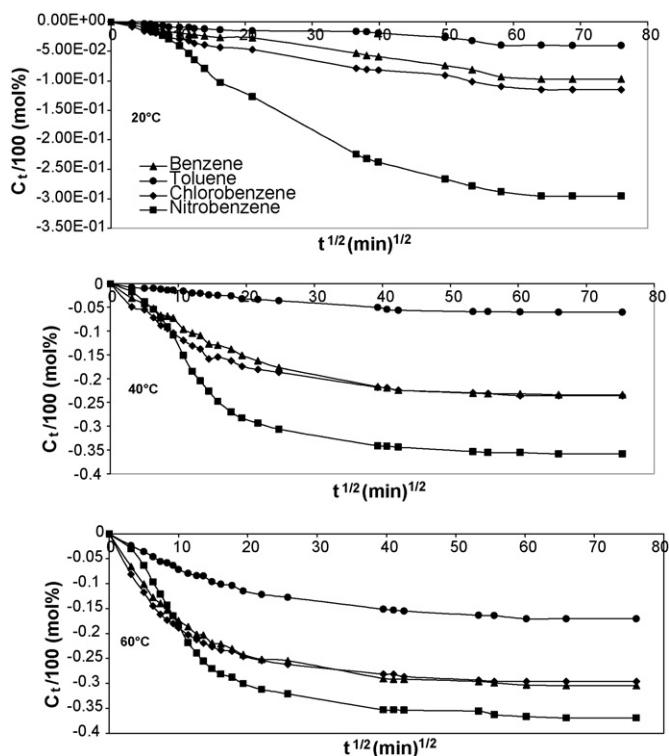 0.00E+00
0 10 20 30 40 50 60 70 80
-5.00E-02
-1.00E-01
-1.50E-01
-2.00E-01
-2.50E-01
-3.00E-01
-3.50E-01
Ct/100 (mol%)
20°C
Benzene
Toluene
Chlorobenzene
Nitrobenzene
t1/2(min)1/2
0
0 10 20 30 40 50 60 70 80
-0.05
-0.1
-0.15
-0.2
-0.25
-0.3
-0.35
-0.4
Ct/100 (mol%)
40°C
t1/2(min)1/2
0
0 10 20 30 40 50 60 70 80
-0.05
-0.1
-0.15
-0.2
-0.25
-0.3
-0.35
-0.4
Ct/100 (mol%)
60°C
t1/2(min)1/2